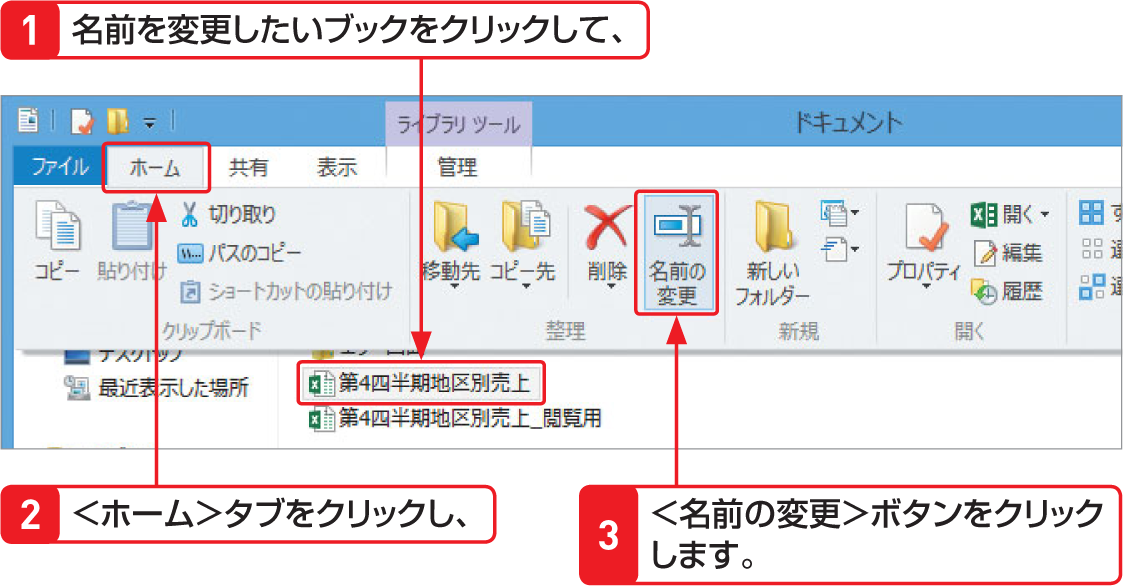 1 名前を変更したいブックをクリックして、
ライブラリ ツール
ドキュメント
ファイル ホーム 共有 表示 管理
コピー
貼り付け
切り取り
パスのコピー
ショートカットの貼り付け
クリップボード
移動先
コピー先
削除
名前の
変更
整理
新しい
フォルダー
新規
プロパティ
開く
編集
履歴
開く
デスクトップ
最近表示した場所
第4四半期地区別売上
第4四半期地区別売上_閲覧用
2 <ホーム>タブをクリックし、
3 <名前の変更>ボタンをクリック
します。